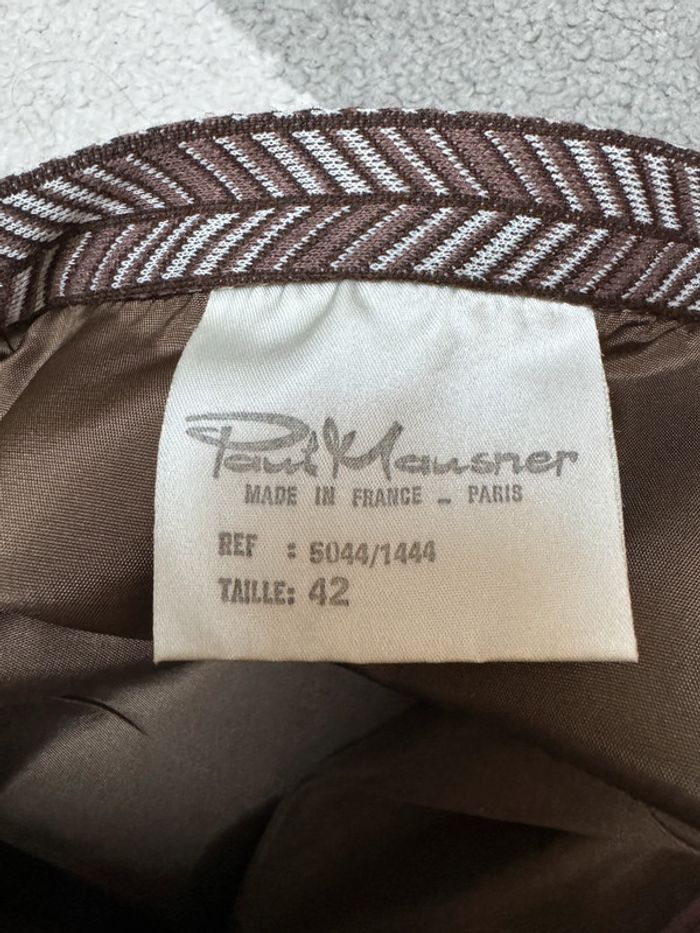 Paul Mausner
MADE IN FRANCE - PARIS
REF : 5044/1444
TAILLE: 42